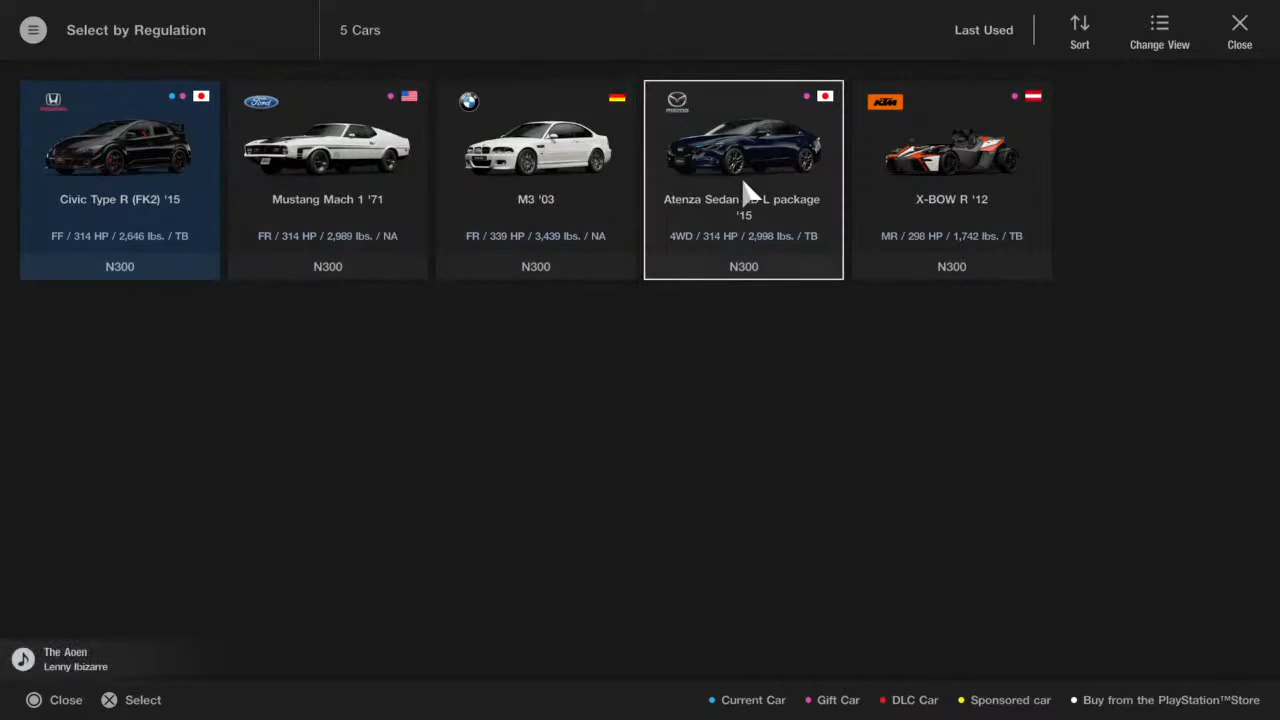 Select by Regulation
5 Cars
Last Used
Sort
Change View
Close
Civic Type R (FK2) '15
FF / 314 HP / 2,646 lbs. / TB
N300
Ford
Mustang Mach 1 '71
FR / 314 HP / 2,989 lbs. / NA
N300
M3 '03
FR / 339 HP / 3,439 lbs. / NA
N300
Atenza Sedan L package
'15
4WD / 314 HP / 2,998 lbs. / TB
N300
KTM
X-BOW R '12
MR / 298 HP / 1,742 lbs. / TB
N300
The Aoen
Lenny Ibizarre
Close
Select
Current Car
Gift Car
DLC Car
Sponsored car
Buy from the PlayStation™Store